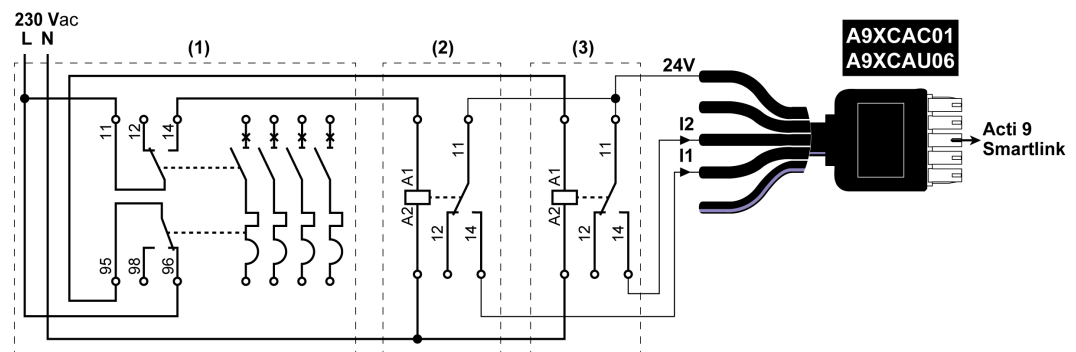 230 Vac
L N
(1)
(2)
(3)
A9XCAC01
A9XCAU06
24V
I2
I1
Acti 9
Smartlink
11
12
14
95
98
96
A1
A2
11
12
14
A1
A2
11
12
14